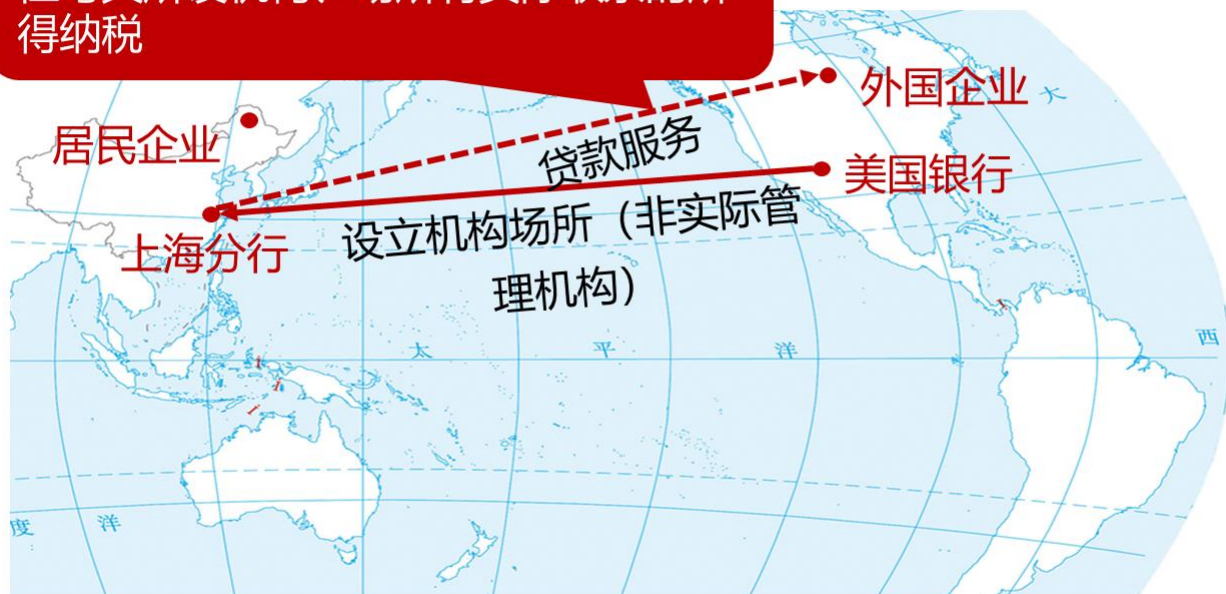 得纳税
外国企业
居民企业
贷款服务
美国银行
设立机构场所（非实际管
理机构）
上海分行
大
太 平 洋
西
度 洋